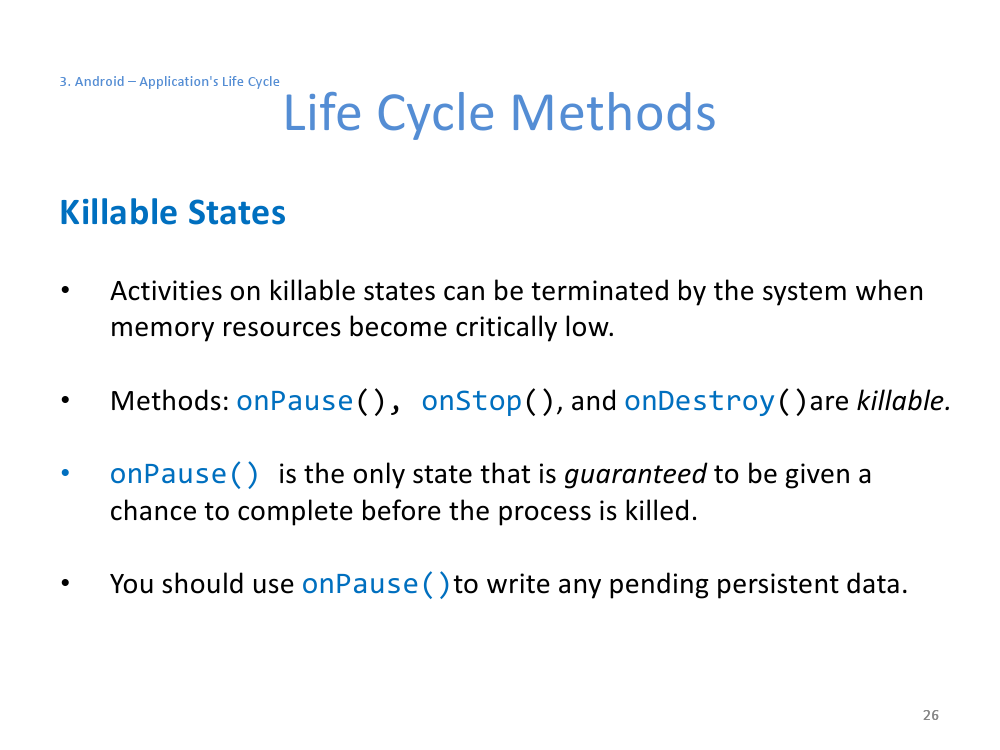 3. Android – Application's Life Cycle
Life Cycle Methods
Killable States
• Activities on killable states can be terminated by the system when
memory resources become critically low.
• Methods: onPause(), onStop(), and onDestroy()are killable.
• onPause() is the only state that is guaranteed to be given a
chance to complete before the process is killed.
• You should use onPause()to write any pending persistent data.
26